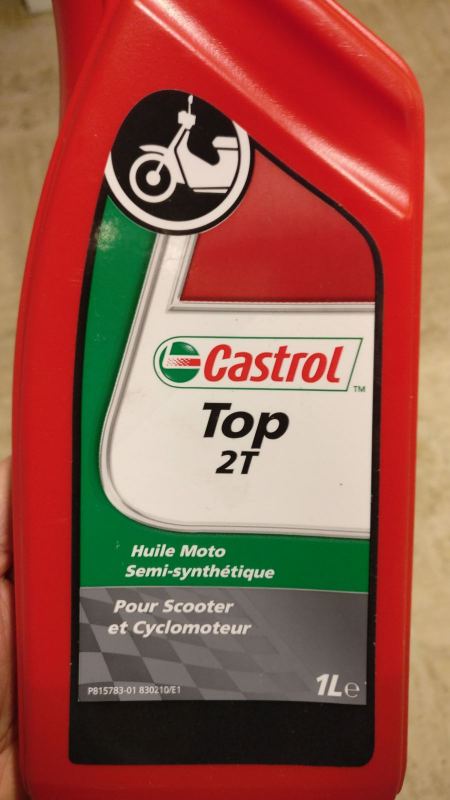 Castrol
TM
Top
2T
Huile Moto
Semi-synthétique
Pour Scooter
et Cyclomoteur
P815783-01 830210/E1
1L℮